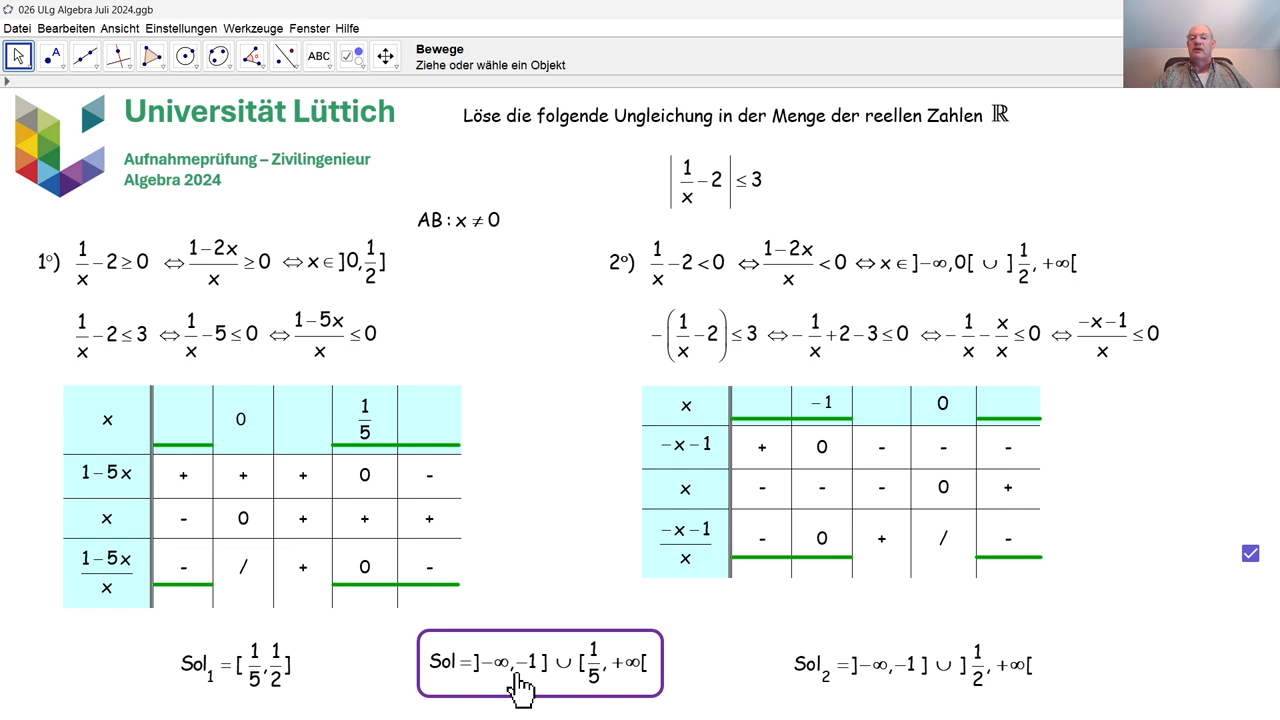 026 ULg Algebra Juli 2024.ggb
Datei Bearbeiten Ansicht Einstellungen Werkzeuge Fenster Hilfe
A ABC
Bewege
Ziehe oder wähle ein Objekt
Universität Lüttich
Aufnahmeprüfung – Zivilingenieur
Algebra 2024
Löse die folgende Ungleichung in der Menge der reellen Zahlen ℝ
|1/x − 2| ≤ 3
AB : x ≠ 0
1°) 1/x − 2 ≥ 0 ⇔ (1−2x)/x ≥ 0 ⇔ x ∈ ]0, 1/2]
1/x − 2 ≤ 3 ⇔ 1/x − 5 ≤ 0 ⇔ (1−5x)/x ≤ 0
x 0 1/5
1−5x + + + 0 -
x - 0 + + +
(1−5x)/x - / + 0 -
Sol₁ = [1/5, 1/2]
2°) 1/x − 2 < 0 ⇔ (1−2x)/x < 0 ⇔ x ∈ ]−∞,0[ ∪ ]1/2, +∞[
−(1/x − 2) ≤ 3 ⇔ −1/x + 2 − 3 ≤ 0 ⇔ −1/x − x/x ≤ 0 ⇔ (−x−1)/x ≤ 0
x −1 0
−x−1 + 0 - - -
x - - - 0 +
(−x−1)/x - 0 + / -
Sol₂ = ]−∞,−1] ∪ ]1/2, +∞[
Sol = ]−∞,−1] ∪ [1/5, +∞[